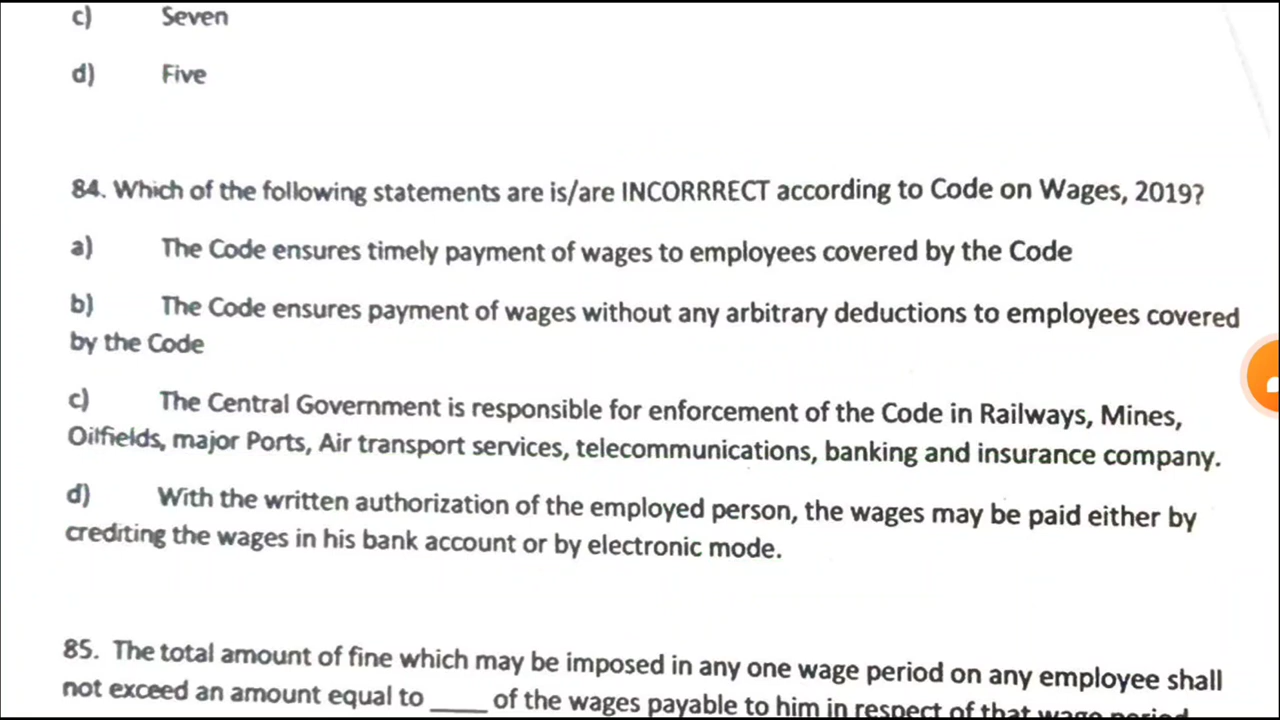 c) Seven
d) Five
84. Which of the following statements are is/are INCORRRECT according to Code on Wages, 2019?
a) The Code ensures timely payment of wages to employees covered by the Code
b) The Code ensures payment of wages without any arbitrary deductions to employees covered
by the Code
c) The Central Government is responsible for enforcement of the Code in Railways, Mines,
Oilfields, major Ports, Air transport services, telecommunications, banking and insurance company.
d) With the written authorization of the employed person, the wages may be paid either by
crediting the wages in his bank account or by electronic mode.
85. The total amount of fine which may be imposed in any one wage period on any employee shall
not exceed an amount equal to _____ of the wages payable to him in respect of that wage period